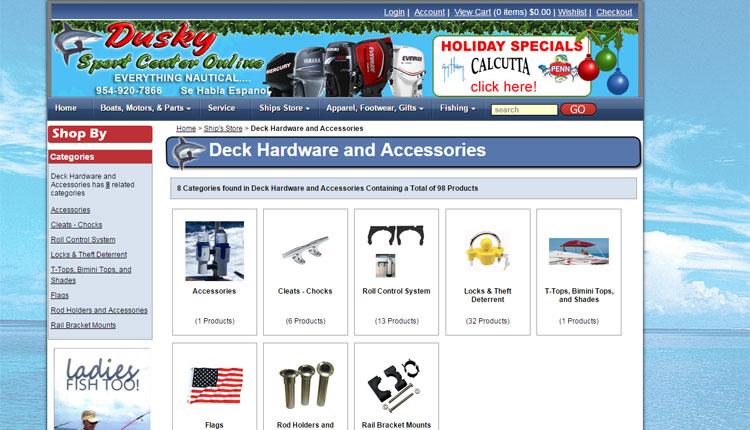 Login | Account | View Cart (0 items) $0.00 | Wishlist | Checkout
Dusky
Sport Center Online
EVERYTHING NAUTICAL....
954-920-7866 Se Habla Espanol
MERCURY
YAMAHA
SUZUKI
EVINRUDE
EVINRUDE
HOLIDAY SPECIALS
CALCUTTA
PENN
click here!
Home
Boats, Motors, & Parts
Service
Ships Store
Apparel, Footwear, Gifts
Fishing
search
GO
Shop By
Categories
Deck Hardware and
Accessories has 8 related
categories
Accessories
Cleats - Chocks
Roll Control System
Locks & Theft Deterrent
T-Tops, Bimini Tops, and
Shades
Flags
Rod Holders and Accessories
Rail Bracket Mounts
ladies
FISH TOO!
Home > Ship's Store > Deck Hardware and Accessories
Deck Hardware and Accessories
8 Categories found in Deck Hardware and Accessories Containing a Total of 98 Products
Accessories
(1 Products)
Cleats - Chocks
(6 Products)
Roll Control System
(13 Products)
Locks & Theft
Deterrent
(32 Products)
T-Tops, Bimini Tops,
and Shades
(1 Products)
Flags
Rod Holders and
Rail Bracket Mounts